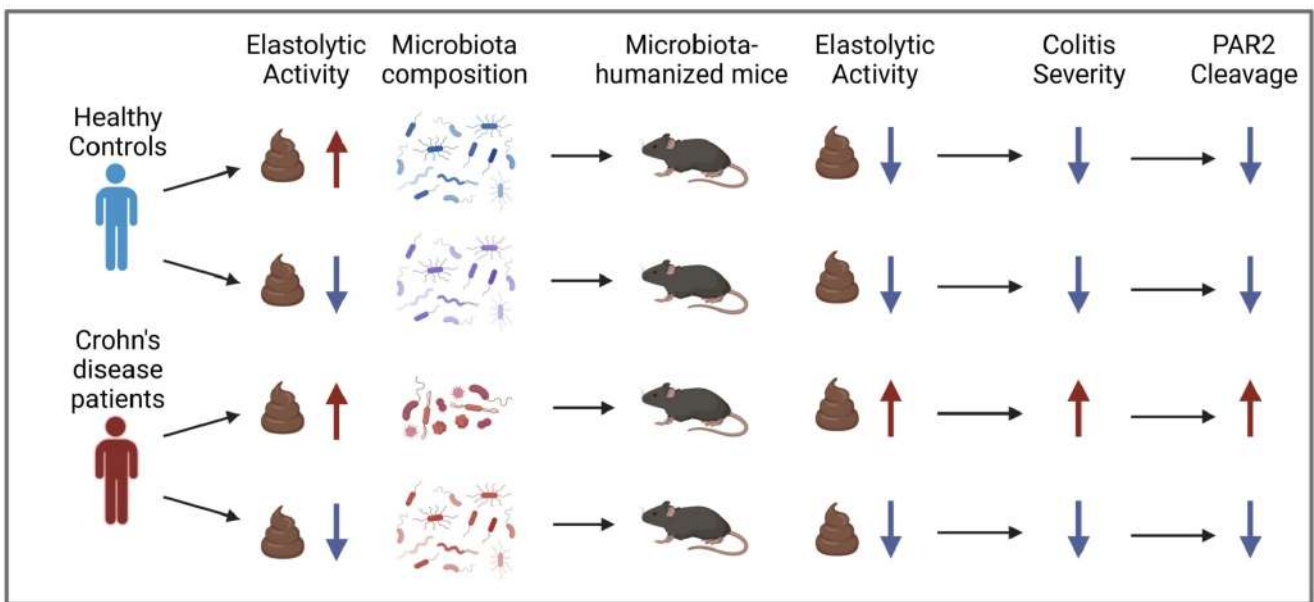 Elastolytic
Activity
Microbiota
composition
Microbiota-
humanized mice
Elastolytic
Activity
Colitis
Severity
PAR2
Cleavage
Healthy
Controls
Crohn's
disease
patients